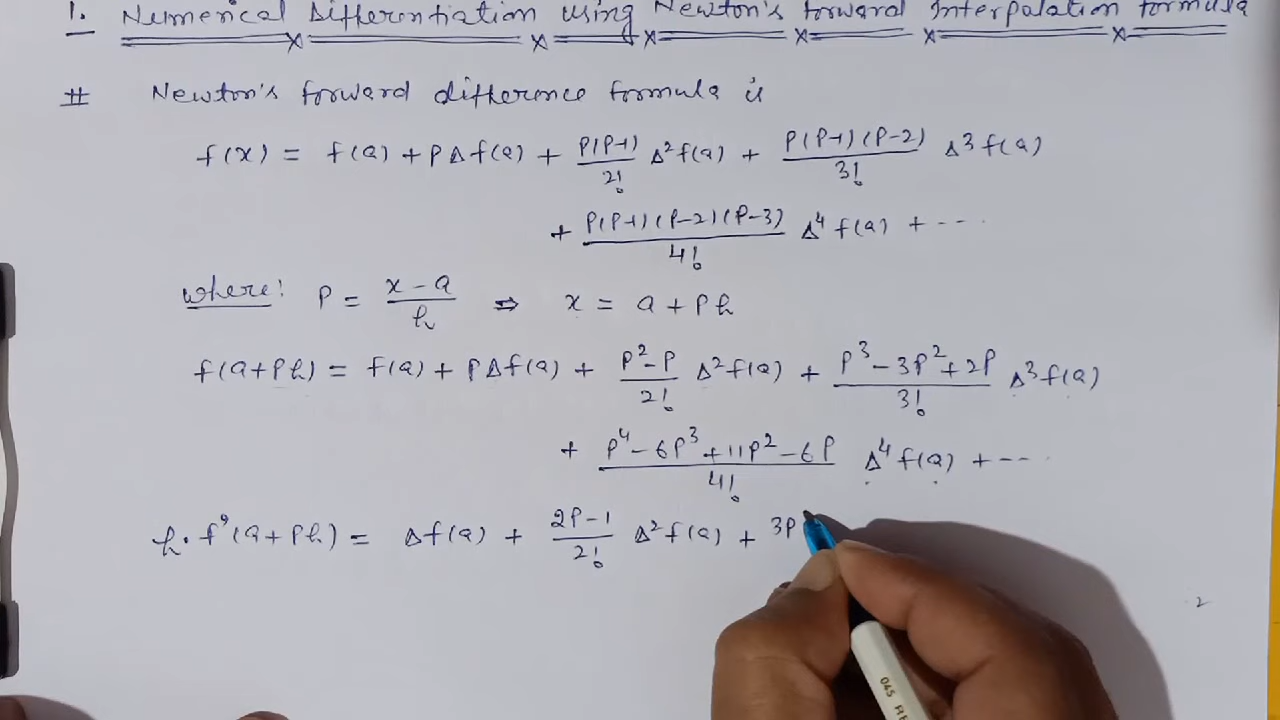 1. Numerical Differentiation using Newton's forward Interpolation formula
# Newton's forward difference formula is
f(x) = f(a) + PΔf(a) + P(P-1)/2! Δ²f(a) + P(P-1)(P-2)/3! Δ³f(a)
+ P(P-1)(P-2)(P-3)/4! Δ⁴f(a) + ----
where: P = x-a/h ⇒ x = a+Ph
f(a+Ph) = f(a) + PΔf(a) + P²-P/2! Δ²f(a) + P³-3P²+2P/3! Δ³f(a)
+ P⁴-6P³+11P²-6P/4! Δ⁴f(a) + ---
h·f'(a+Ph) = Δf(a) + 2P-1/2! Δ²f(a) + 3P
2
045